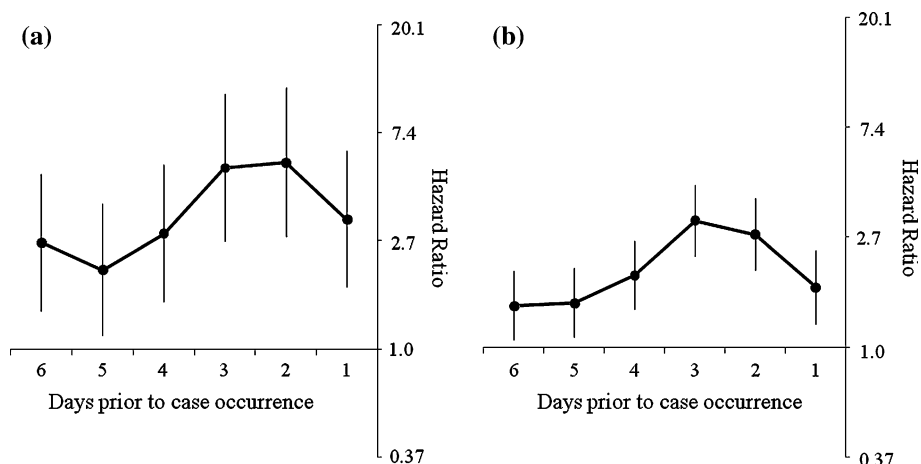 (a)
20.1
7.4
2.7
1.0
0.37
Hazard Ratio
6 5 4 3 2 1
Days prior to case occurrence
(b)
20.1
7.4
2.7
1.0
0.37
Hazard Ratio
6 5 4 3 2 1
Days prior to case occurrence